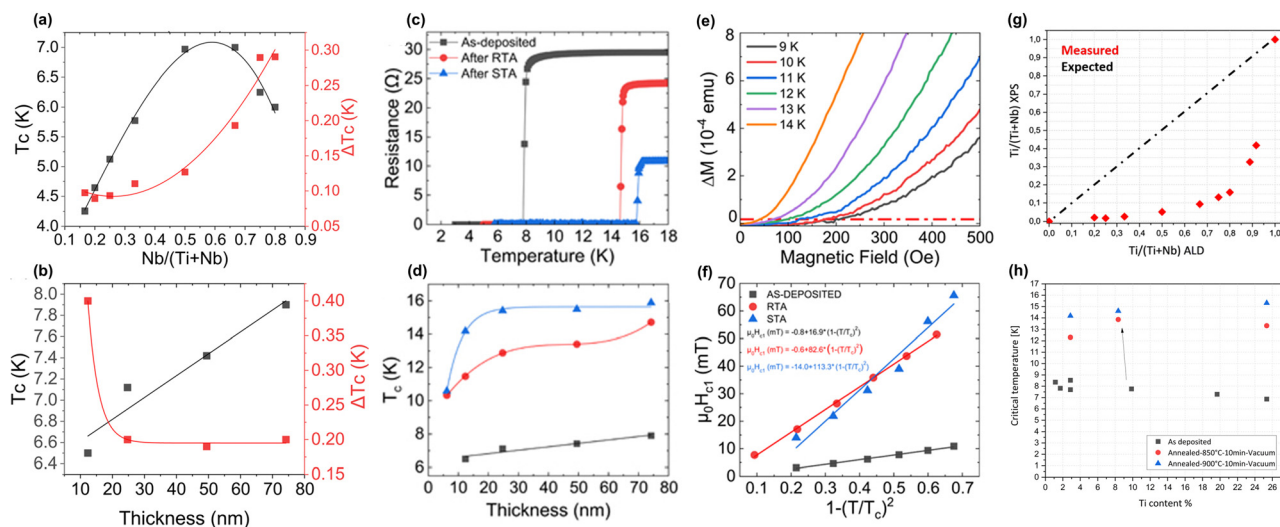 (a)
7.0
6.5
6.0
5.5
5.0
4.5
4.0
Tc (K)
0.30
0.25
0.20
0.15
0.10
0.05
ΔTc (K)
0.1 0.2 0.3 0.4 0.5 0.6 0.7 0.8 0.9
Nb/(Ti+Nb)
(b)
8.0
7.8
7.6
7.4
7.2
7.0
6.8
6.6
6.4
Tc (K)
0.40
0.35
0.30
0.25
0.20
0.15
ΔTc (K)
10 20 30 40 50 60 70 80
Thickness (nm)
(c)
As-deposited
After RTA
After STA
30
25
20
15
10
5
0
Resistance (Ω)
2 4 6 8 10 12 14 16 18
Temperature (K)
(d)
16
14
12
10
8
6
T_c (K)
0 10 20 30 40 50 60 70 80
Thickness (nm)
(e)
9 K
10 K
11 K
12 K
13 K
14 K
8
6
4
2
0
ΔM (10⁻⁴ emu)
0 100 200 300 400 500
Magnetic Field (Oe)
(f)
AS-DEPOSITED
RTA
STA
μ₀H_c1 (mT) = -0.8+16.9*(1-(T/T_c)²)
μ₀H_c1 (mT) = -0.6+82.6*(1-(T/T_c)²)
μ₀H_c1 (mT) = -14.0+113.3*(1-(T/T_c)²)
70
60
50
40
30
20
10
0
μ₀H_c1 (mT)
0.1 0.2 0.3 0.4 0.5 0.6 0.7
1-(T/T_c)²
(g)
Measured
Expected
1,0
0,9
0,8
0,7
0,6
0,5
0,4
0,3
0,2
0,1
0,0
Ti/(Ti+Nb) XPS
0,0 0,1 0,2 0,3 0,4 0,5 0,6 0,7 0,8 0,9 1,0
Ti/(Ti+Nb) ALD
(h)
17
16
15
14
13
12
11
10
9
8
7
6
5
4
3
2
1
0
Critical temperature [K]
As deposited
Annealed-850°C-10min-Vacuum
Annealed-950°C-10min-Vacuum
0 2 4 6 8 10 12 14 16 18 20 22 24 26
Ti content %